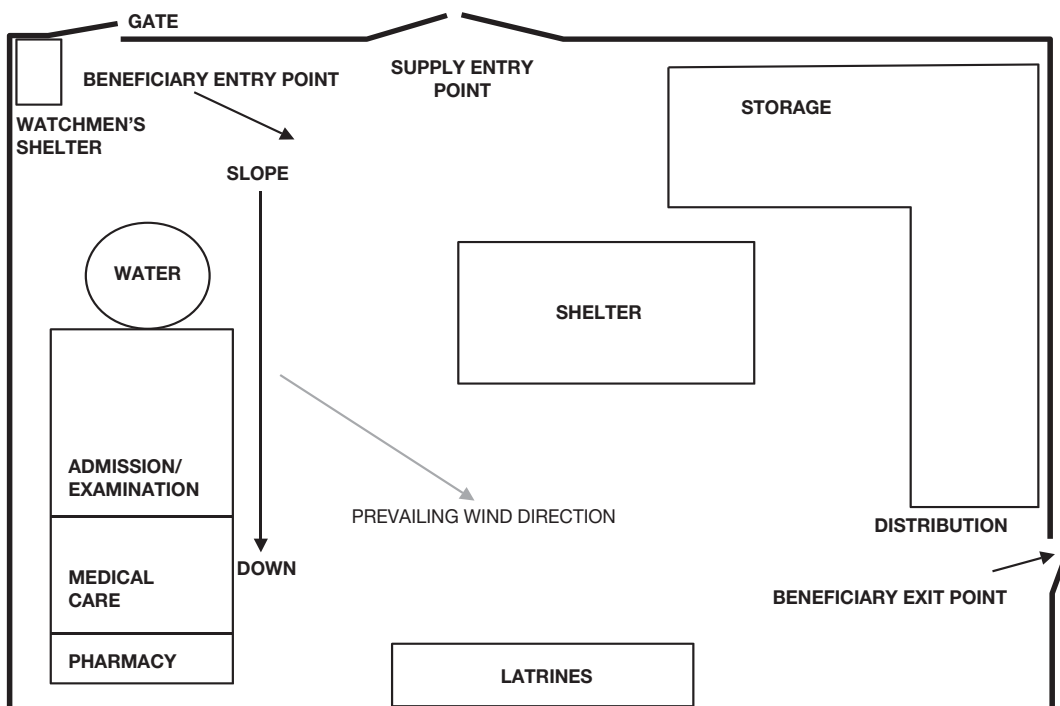 GATE
BENEFICIARY ENTRY POINT
SUPPLY ENTRY
POINT
STORAGE
WATCHMEN'S
SHELTER
SLOPE
WATER
SHELTER
ADMISSION/
EXAMINATION
PREVAILING WIND DIRECTION
DISTRIBUTION
DOWN
MEDICAL
CARE
BENEFICIARY EXIT POINT
PHARMACY
LATRINES